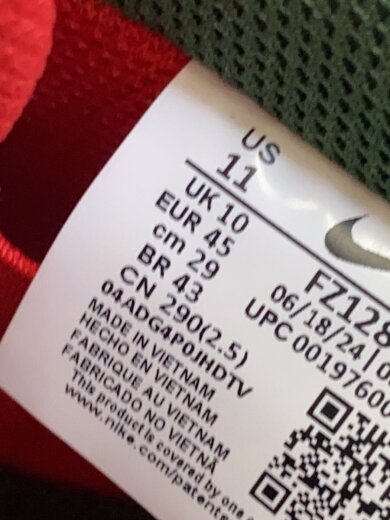 US
11
UK 10
EUR 45
cm 29
BR 43
CN 290(2.5)
04ADG4P0JHDTV
MADE IN VIETNAM
HECHO EN VIETNAM
FABRIQUE AU VIETNAM
FABRICADO NO VIETNÃ
This product is covered by one
www.nike.com/patents
FZ128
06/18/24
UPC 0019760